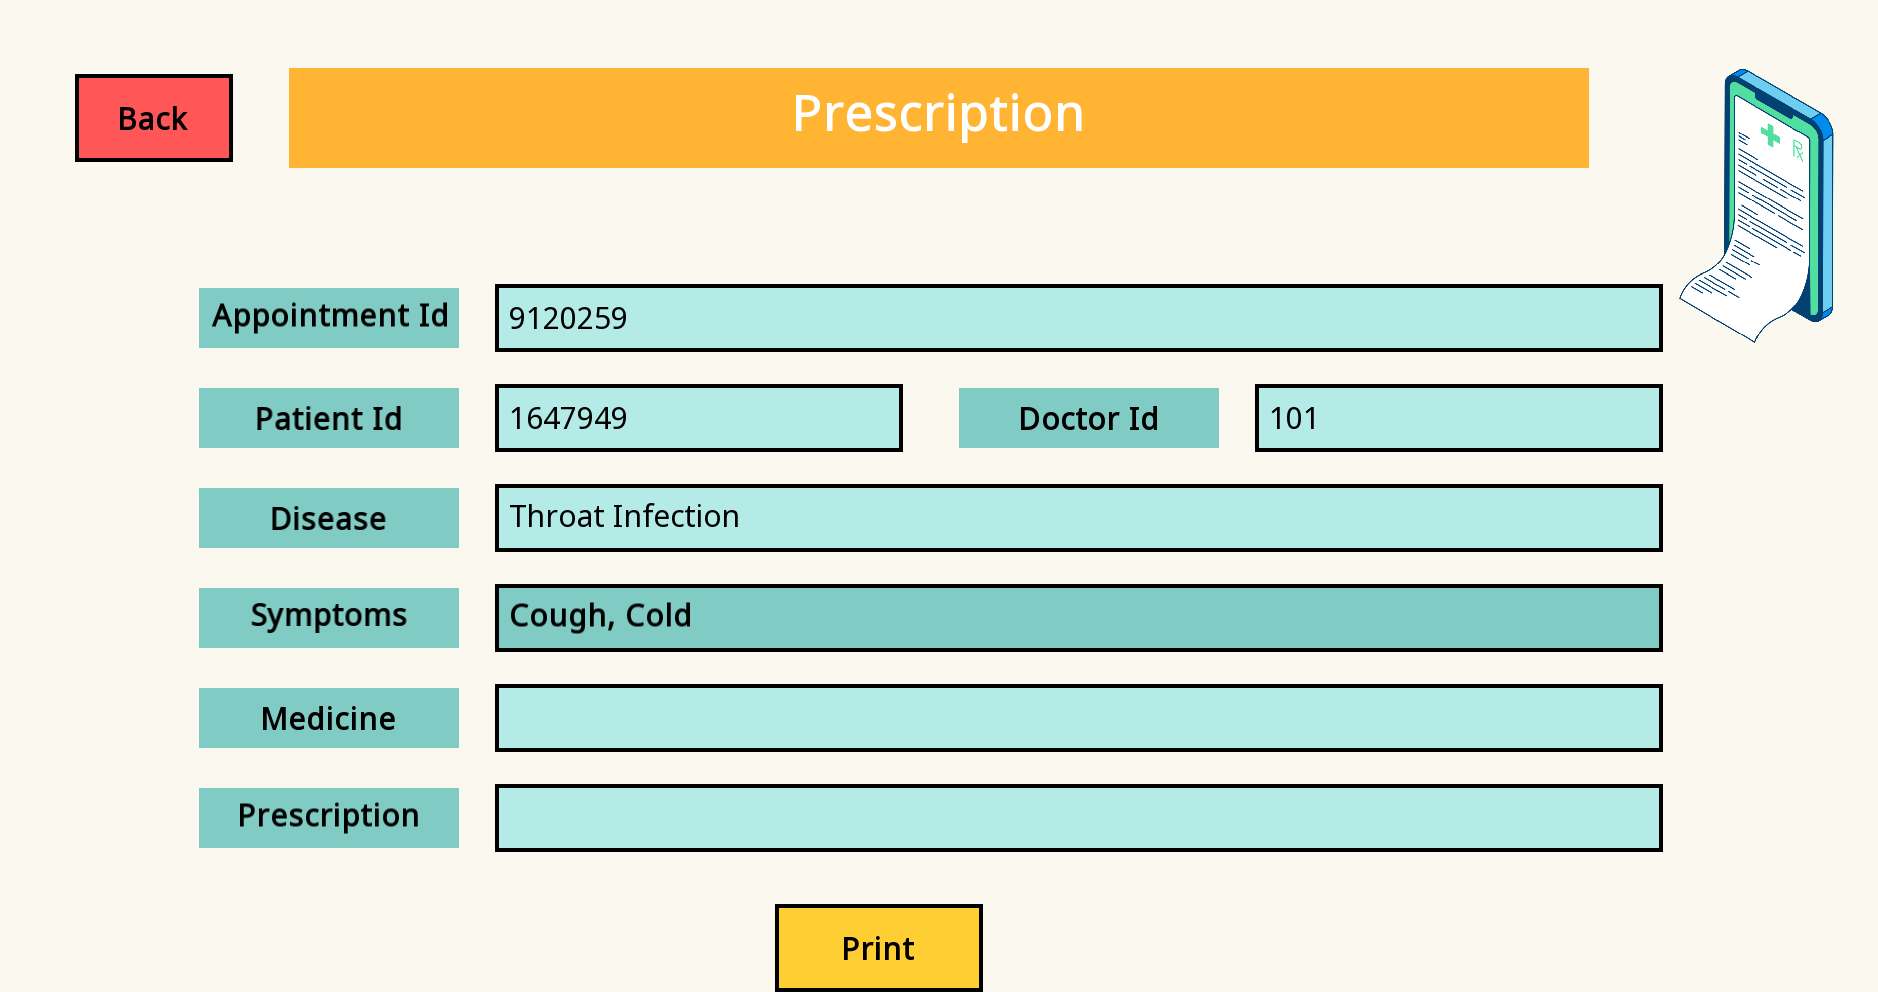 Back
Prescription
Appointment Id
9120259
Patient Id
1647949
Doctor Id
101
Disease
Throat Infection
Symptoms
Cough, Cold
Medicine
Prescription
Print